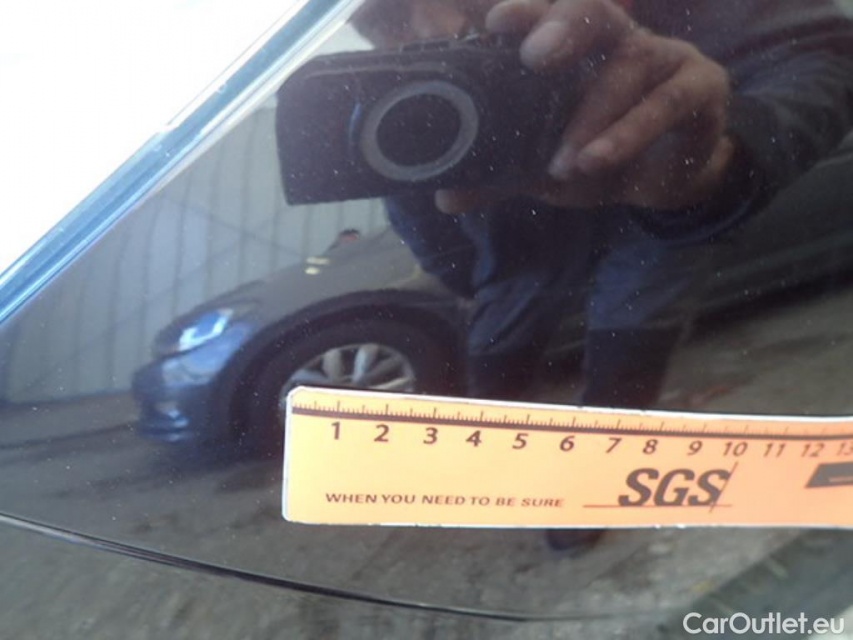 1 2 3 4 5 6 7 8 9 10 11 12 13
WHEN YOU NEED TO BE SURE SGS
CarOutlet.eu